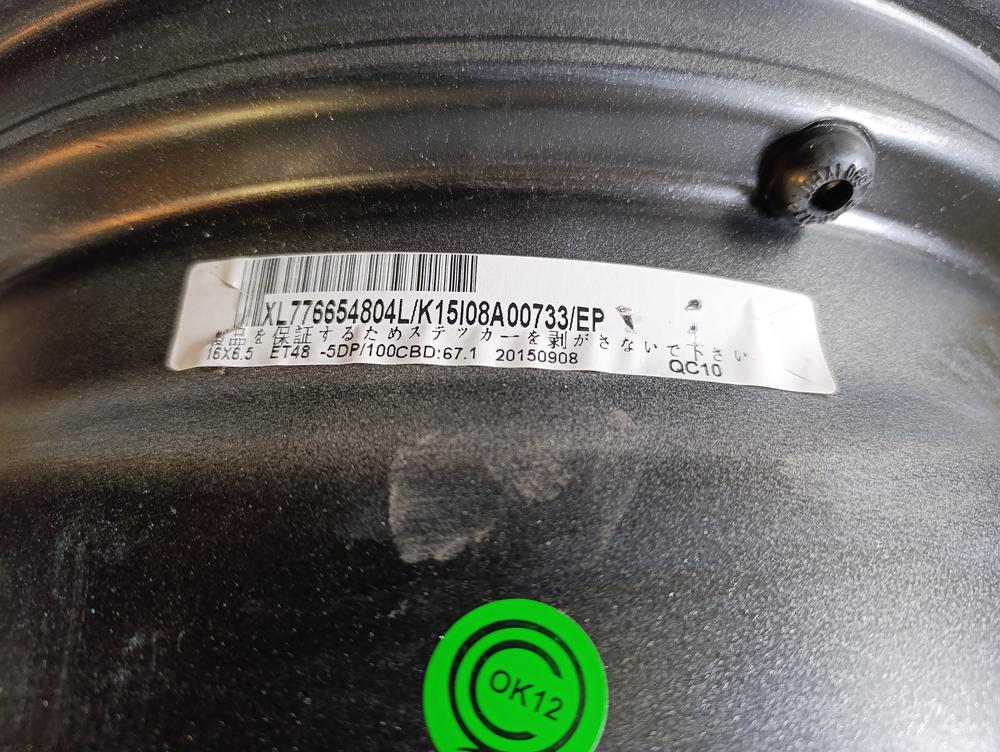 XL776654804L/K15I08A00733/EP
製品を保証するためステッカーを剥がさないで下さい
16X6.5 ET48 -5DP/100CBD:67.1 20150908 QC10
OK12